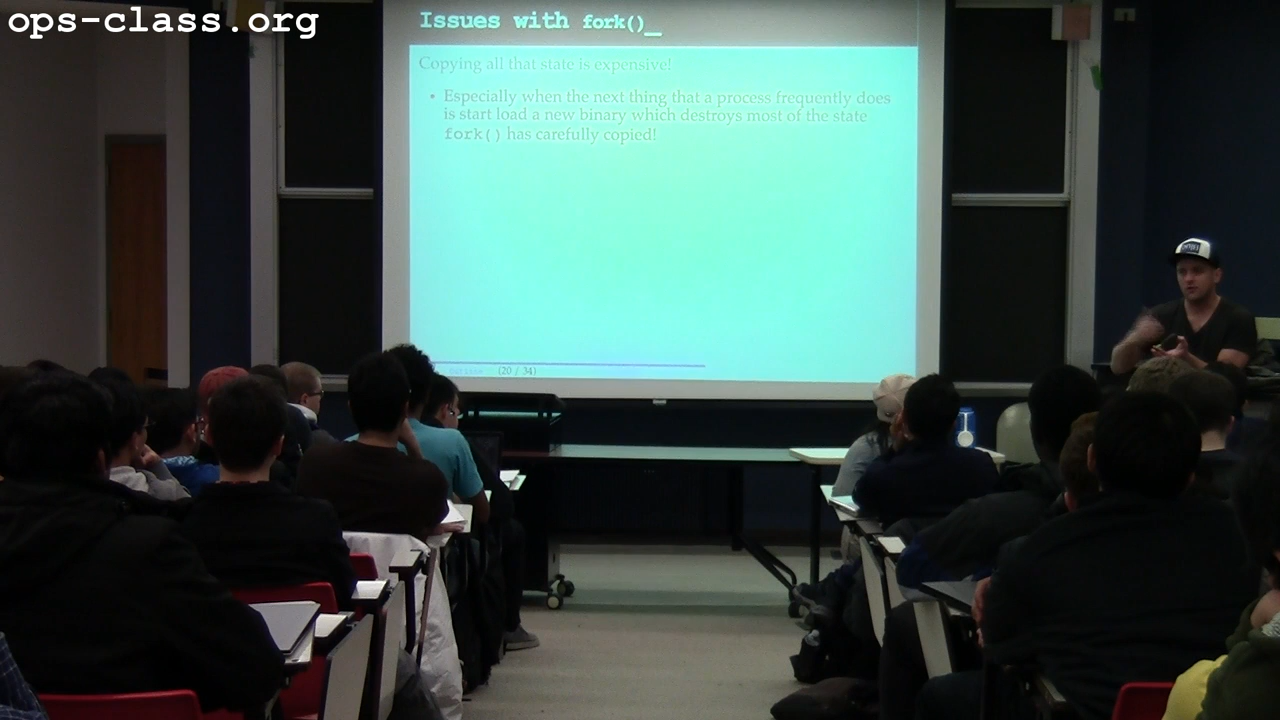 ops-class.org
Issues with fork()_
Copying all that state is expensive!
• Especially when the next thing that a process frequently does
is start load a new binary which destroys most of the state
fork() has carefully copied!
(20 / 34)